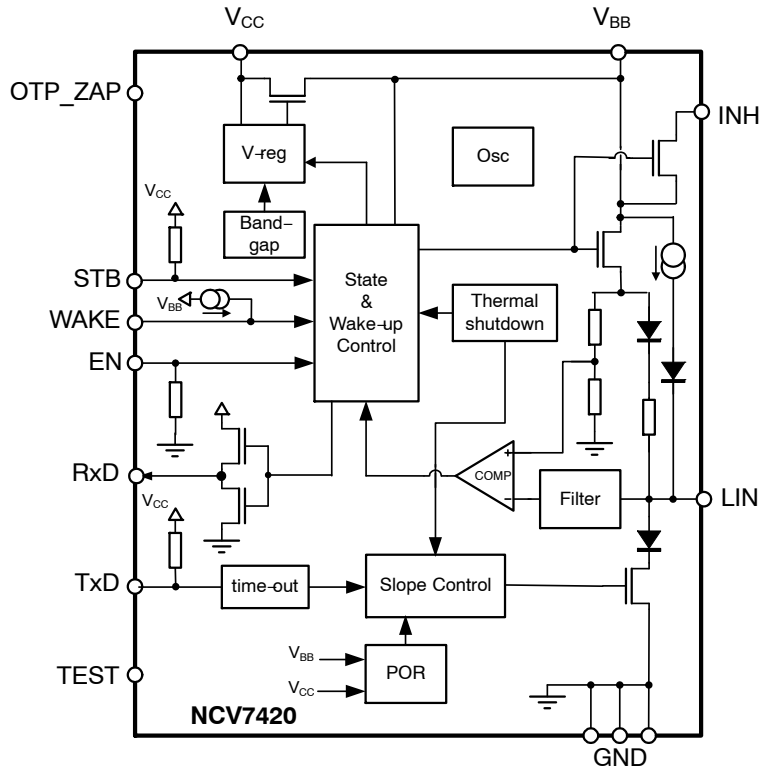 VCC
VBB
OTP_ZAP
INH
V-reg
Osc
VCC
Band-
gap
STB
State
&
Wake-up
Control
VBB
WAKE
Thermal
shutdown
EN
RxD
COMP
+
-
Filter
LIN
VCC
TxD
time-out
Slope Control
VBB
POR
VCC
TEST
NCV7420
GND